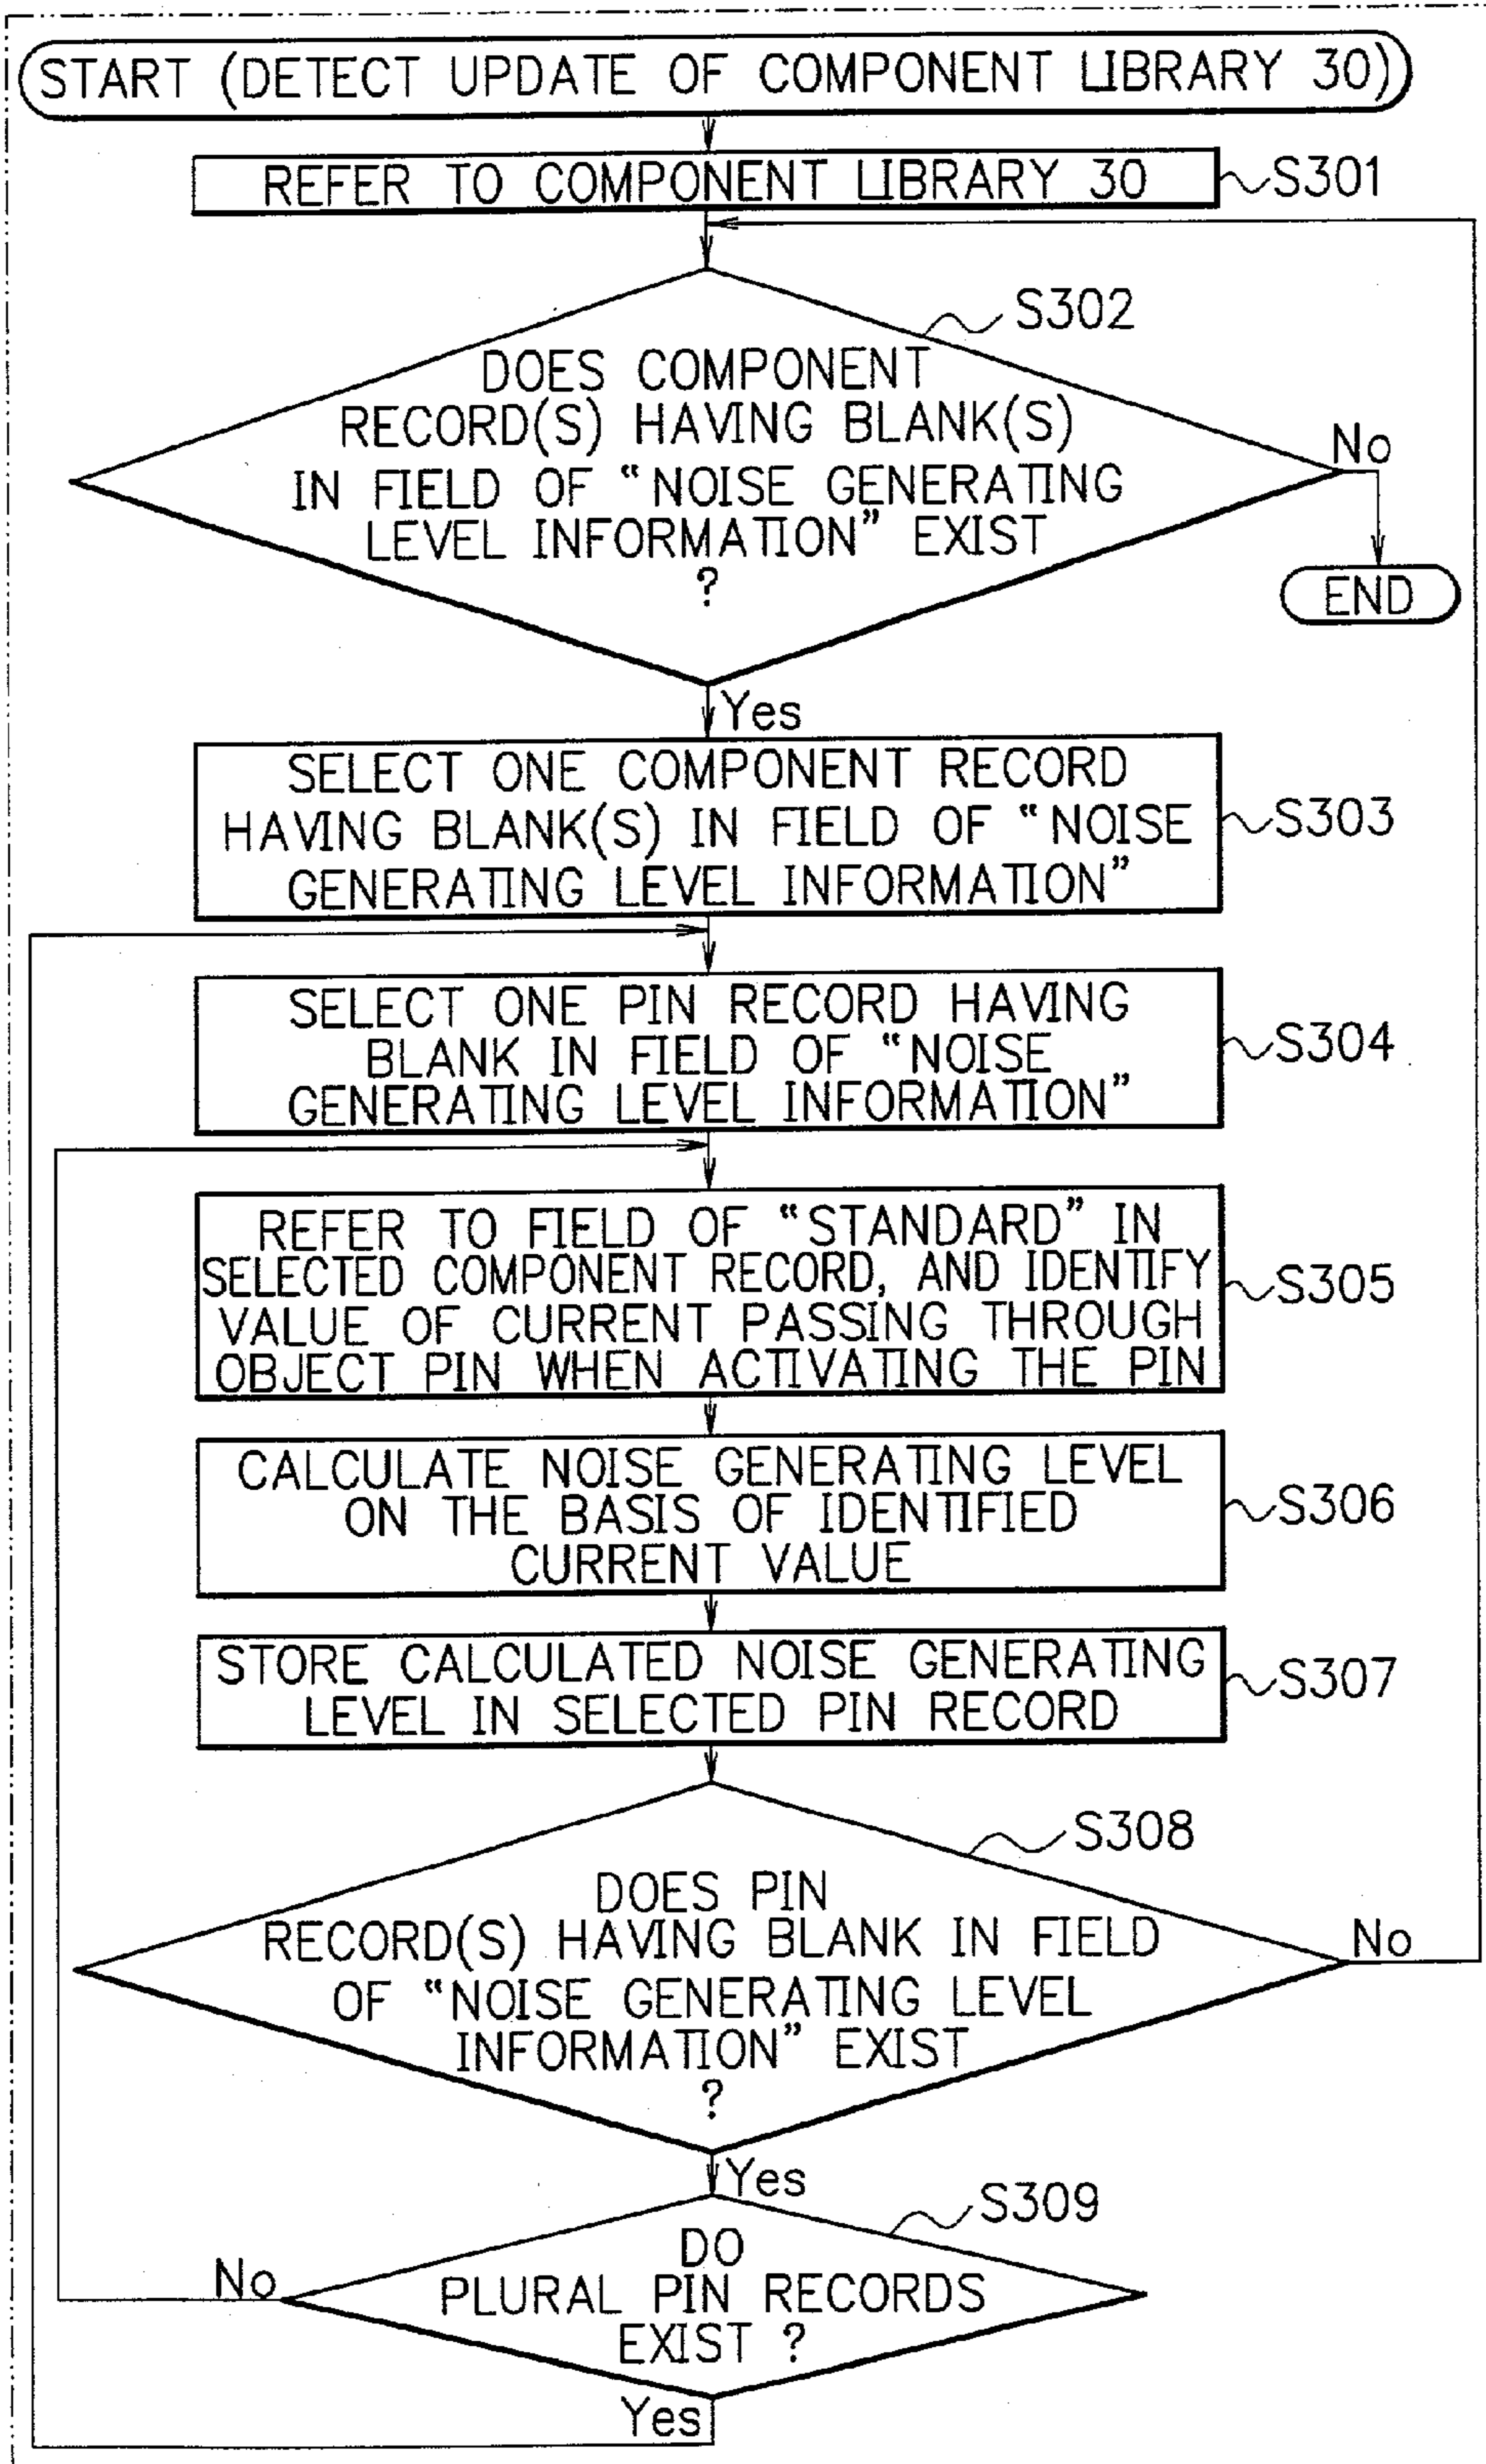 START (DETECT UPDATE OF COMPONENT LIBRARY 30)
REFER TO COMPONENT LIBRARY 30
S301
S302
DOES COMPONENT
RECORD(S) HAVING BLANK(S)
IN FIELD OF “NOISE GENERATING
LEVEL INFORMATION” EXIST
?
No
END
Yes
SELECT ONE COMPONENT RECORD
HAVING BLANK(S) IN FIELD OF “NOISE
GENERATING LEVEL INFORMATION”
S303
SELECT ONE PIN RECORD HAVING
BLANK IN FIELD OF “NOISE
GENERATING LEVEL INFORMATION”
S304
REFER TO FIELD OF “STANDARD” IN
SELECTED COMPONENT RECORD, AND IDENTIFY
VALUE OF CURRENT PASSING THROUGH
OBJECT PIN WHEN ACTIVATING THE PIN
S305
CALCULATE NOISE GENERATING LEVEL
ON THE BASIS OF IDENTIFIED
CURRENT VALUE
S306
STORE CALCULATED NOISE GENERATING
LEVEL IN SELECTED PIN RECORD
S307
S308
DOES PIN
RECORD(S) HAVING BLANK IN FIELD
OF “NOISE GENERATING LEVEL
INFORMATION” EXIST
?
No
Yes
S309
DO
PLURAL PIN RECORDS
EXIST ?
No
Yes